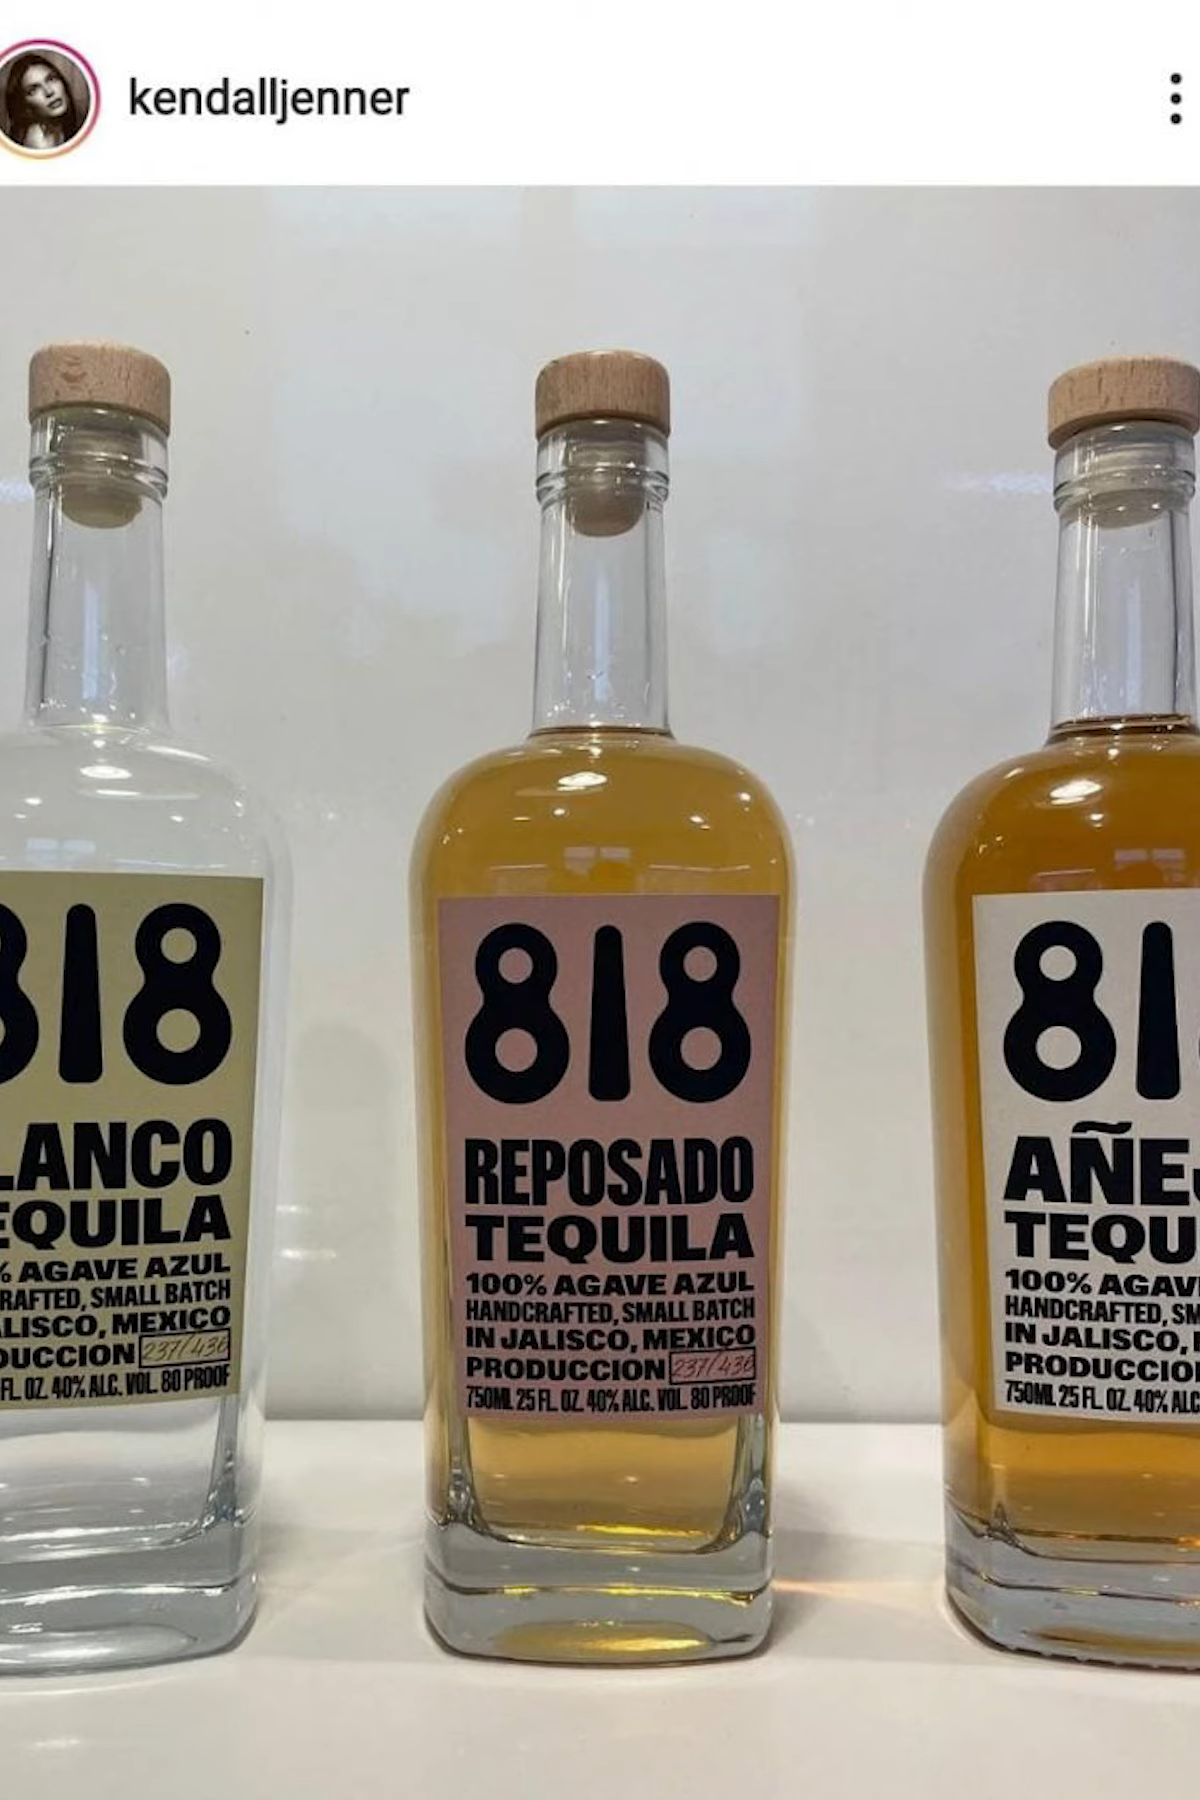 kendalljenner
818
LANCO
EQUILA
% AGAVE AZUL
RAFTED, SMALL BATCH
ALISCO, MEXICO
DUCCION 237/436
FL. OZ. 40% ALC. VOL. 80 PROOF
818
REPOSADO
TEQUILA
100% AGAVE AZUL
HANDCRAFTED, SMALL BATCH
IN JALISCO, MEXICO
PRODUCCION 237/436
750ML 25 FL. OZ. 40% ALC. VOL. 80 PROOF
81
AÑE
TEQU
100% AGAVE
HANDCRAFTED, SM
IN JALISCO,
PRODUCCION
750ML 25 FL. OZ. 40% ALC